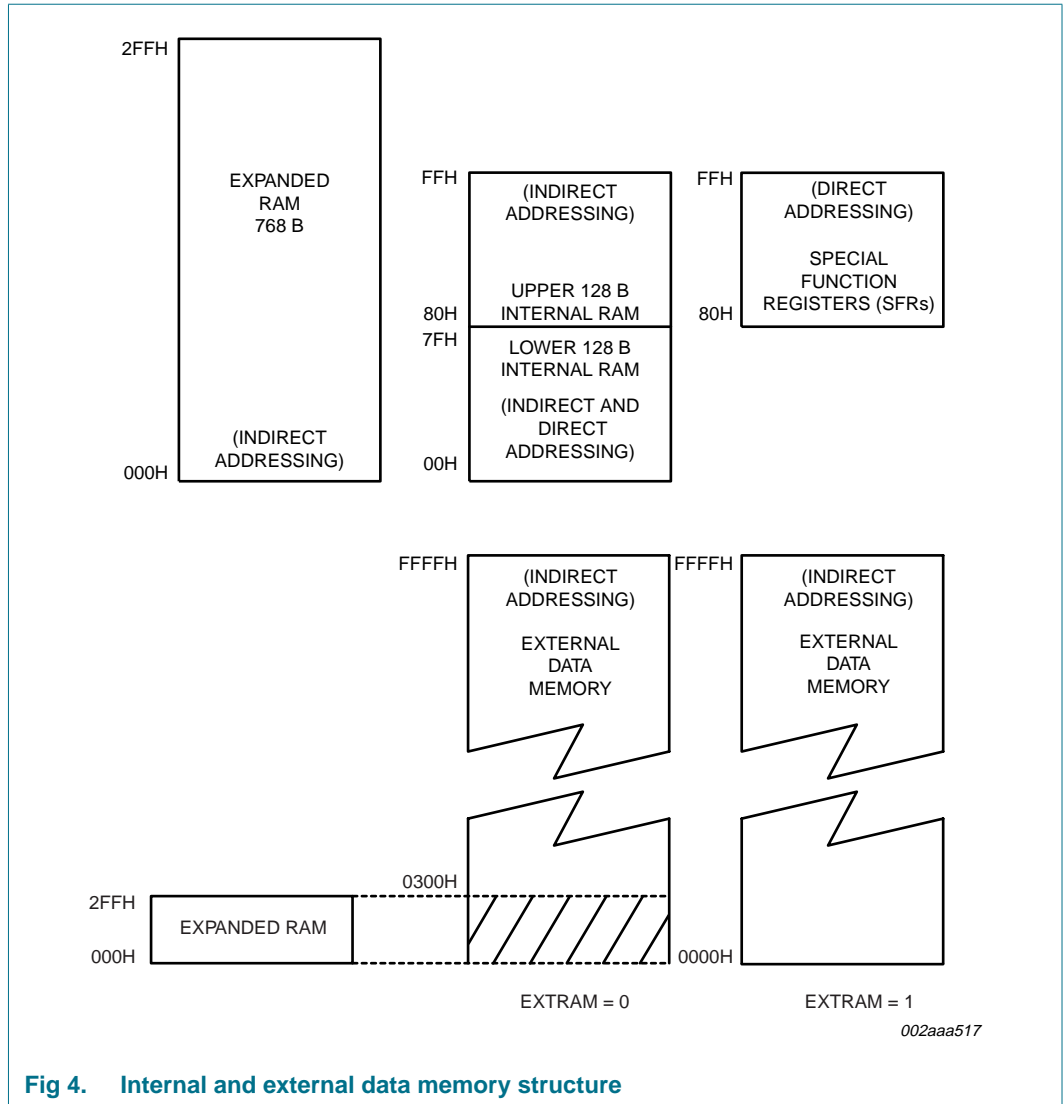 2FFH
EXPANDED
RAM
768 B
(INDIRECT
ADDRESSING)
000H
FFH
(INDIRECT
ADDRESSING)
UPPER 128 B
INTERNAL RAM
80H
7FH
LOWER 128 B
INTERNAL RAM
(INDIRECT AND
DIRECT
ADDRESSING)
00H
FFH
(DIRECT
ADDRESSING)
SPECIAL
FUNCTION
REGISTERS (SFRs)
80H
FFFFH
(INDIRECT
ADDRESSING)
EXTERNAL
DATA
MEMORY
FFFFH
(INDIRECT
ADDRESSING)
EXTERNAL
DATA
MEMORY
2FFH
EXPANDED RAM
000H
0300H
0000H
EXTRAM = 0
EXTRAM = 1
002aaa517
Fig 4. Internal and external data memory structure